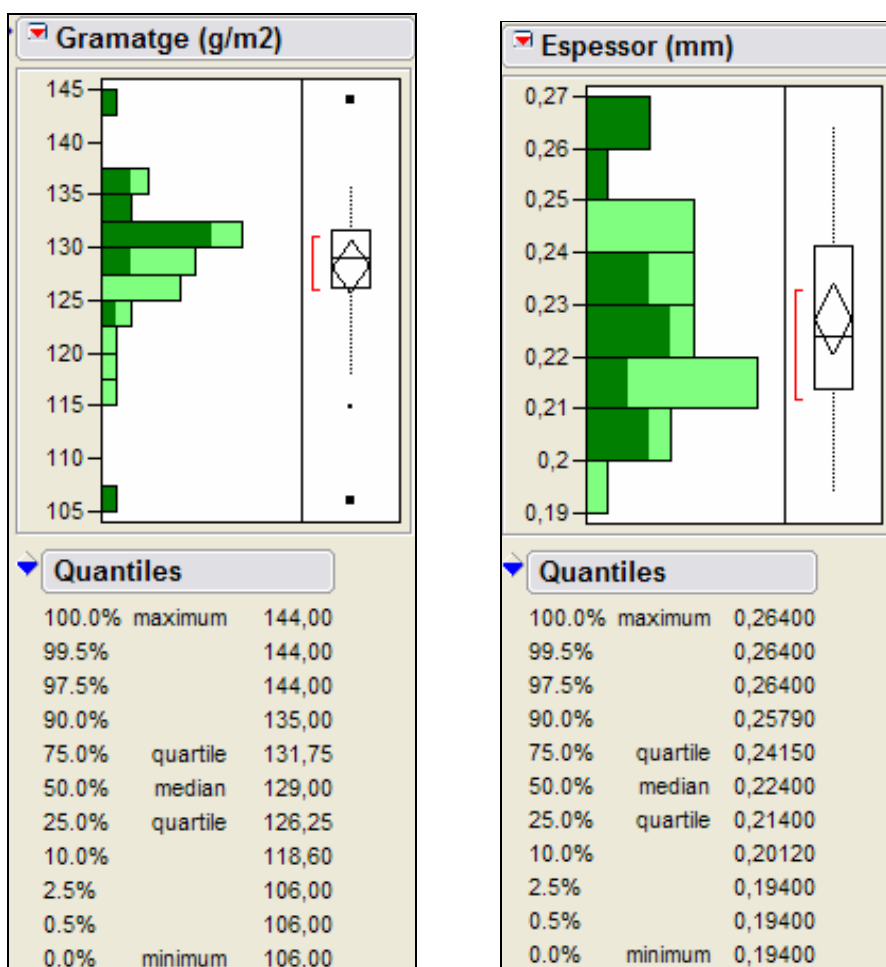 Gramatge (g/m2)
145
140
135
130
125
120
115
110
105
Quantiles
100.0% maximum 144,00
99.5% 144,00
97.5% 144,00
90.0% 135,00
75.0% quartile 131,75
50.0% median 129,00
25.0% quartile 126,25
10.0% 118,60
2.5% 106,00
0.5% 106,00
0.0% minimum 106,00
Espessor (mm)
0,27
0,26
0,25
0,24
0,23
0,22
0,21
0,2
0,19
Quantiles
100.0% maximum 0,26400
99.5% 0,26400
97.5% 0,26400
90.0% 0,25790
75.0% quartile 0,24150
50.0% median 0,22400
25.0% quartile 0,21400
10.0% 0,20120
2.5% 0,19400
0.5% 0,19400
0.0% minimum 0,19400